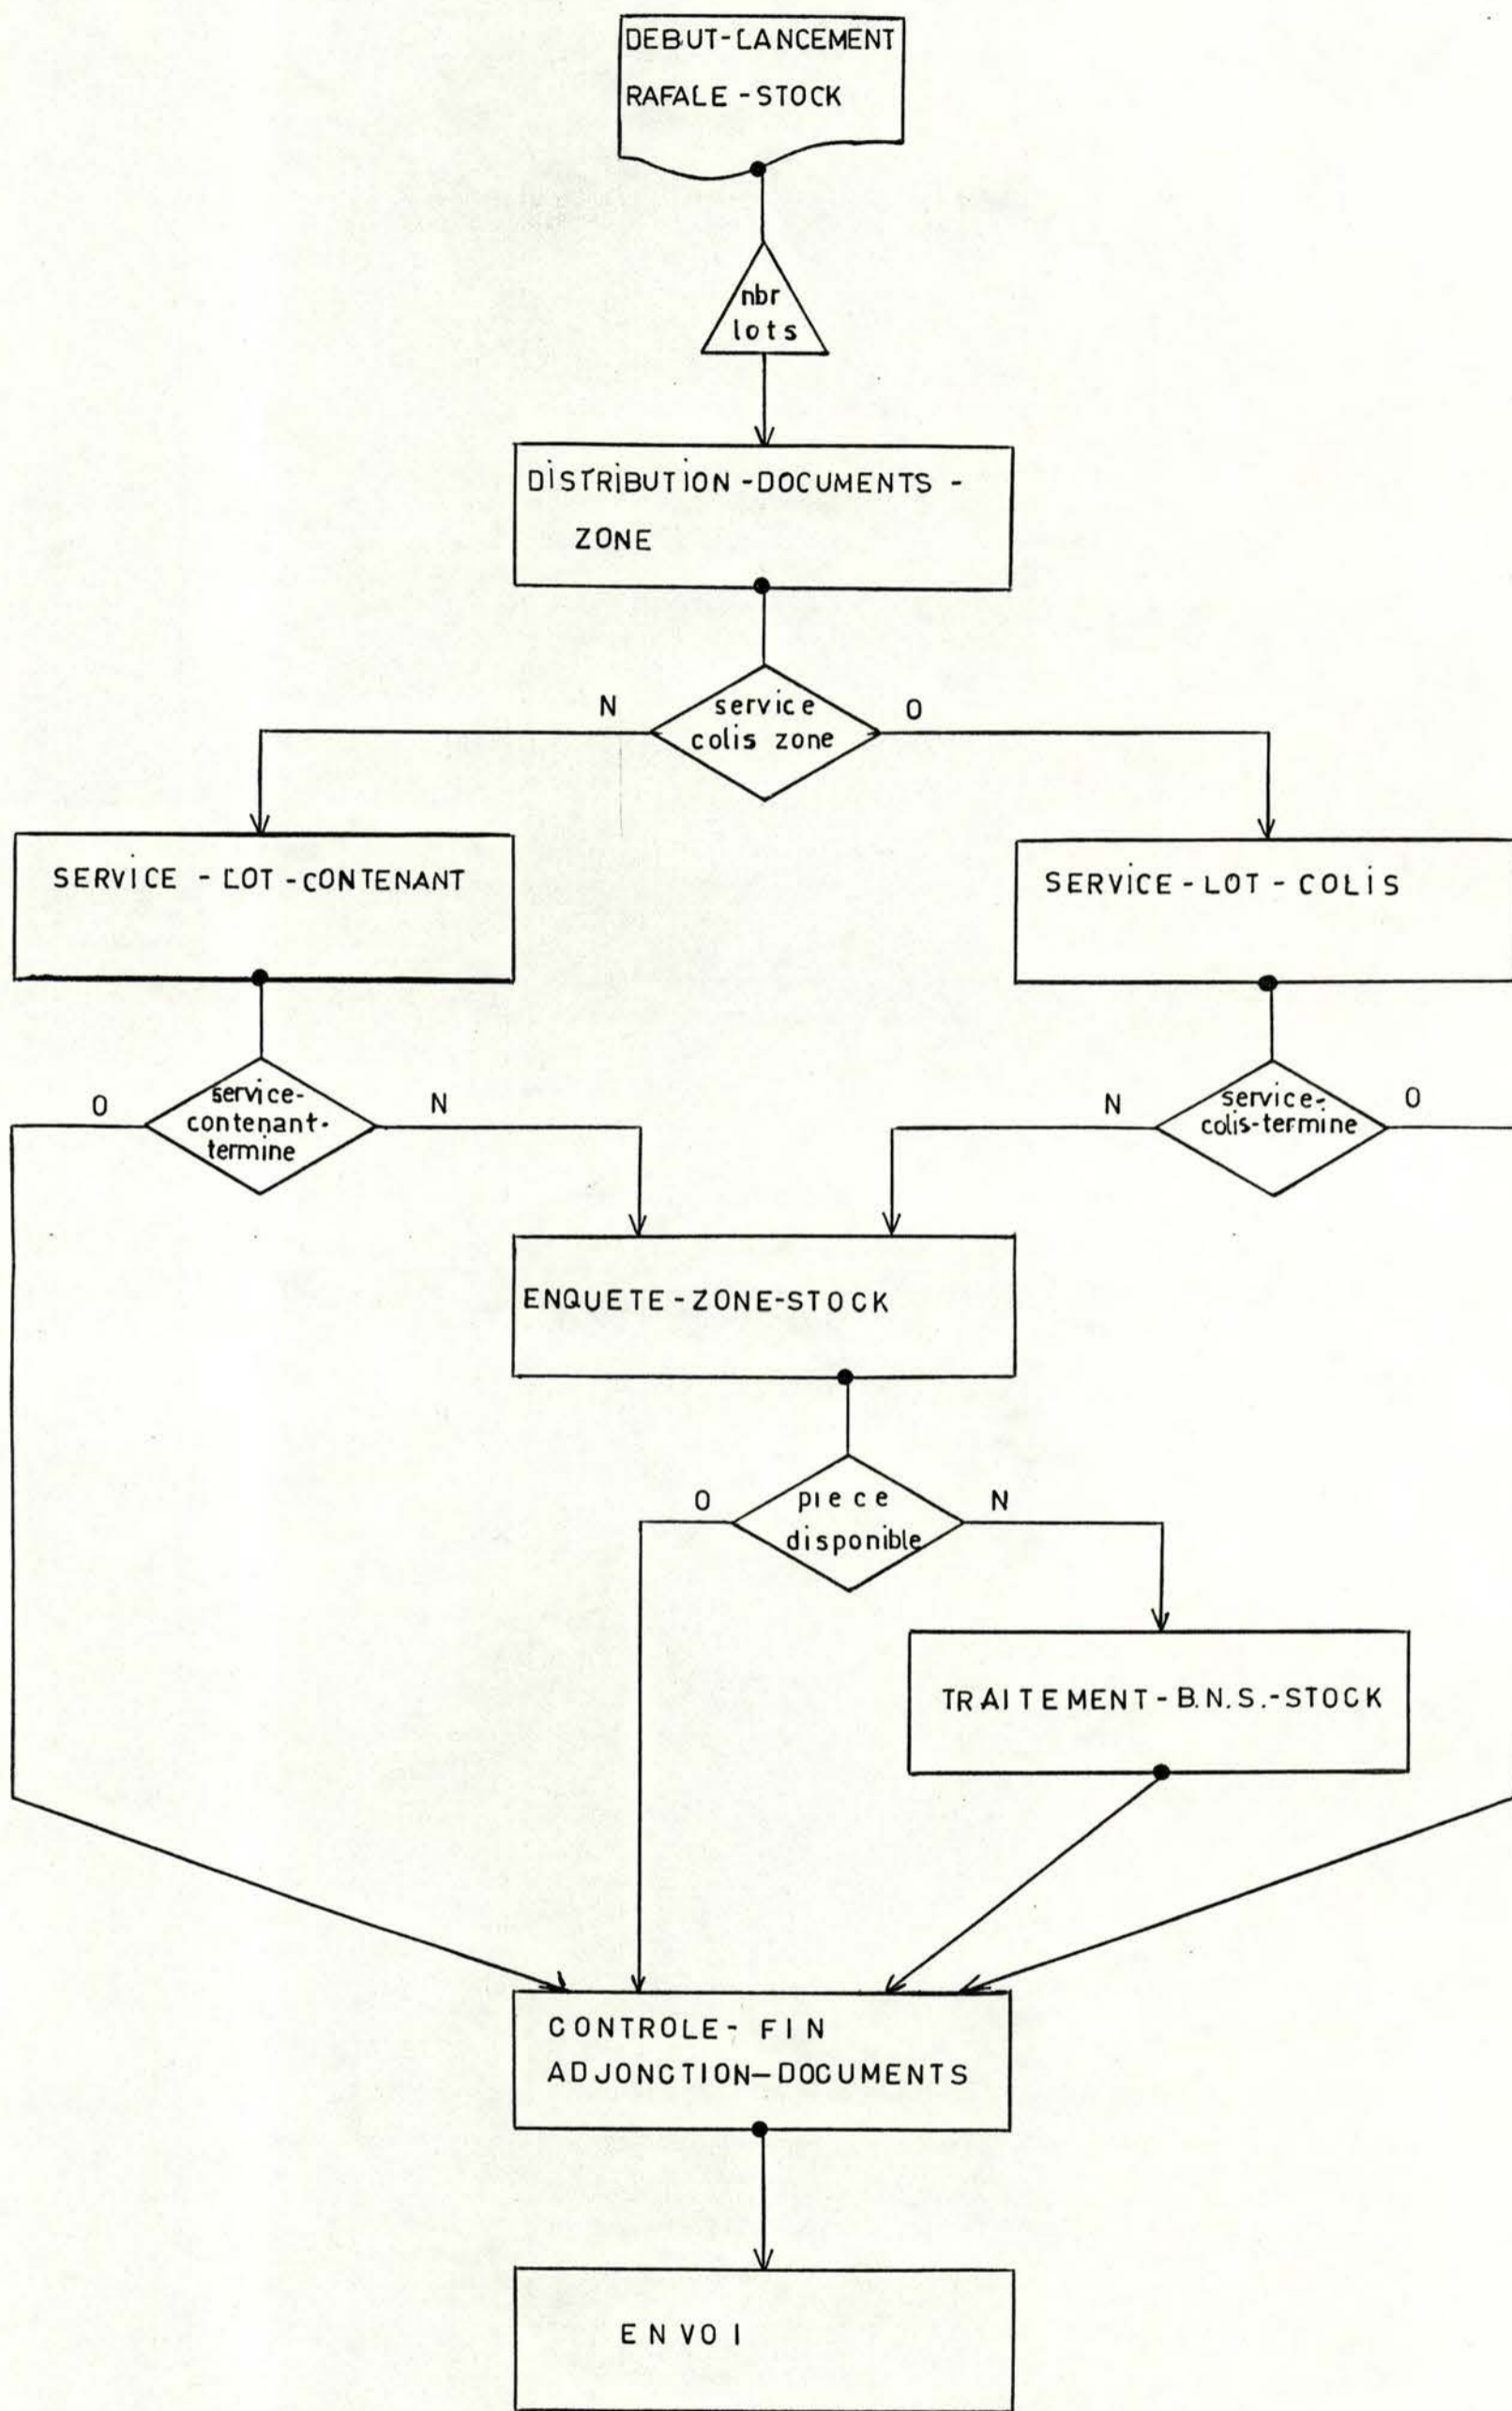 DEBUT-LANCEMENT
RAFALE - STOCK
nbr
lots
DISTRIBUTION - DOCUMENTS -
ZONE
N
service
colis zone
O
SERVICE - LOT - CONTENANT
SERVICE - LOT - COLIS
O
service-
contenant-
termine
N
N
service-
colis-termine
O
ENQUETE - ZONE-STOCK
O
piece
disponible
N
TRAITEMENT - B.N.S.-STOCK
CONTROLE - FIN
ADJONCTION—DOCUMENTS
ENVOI